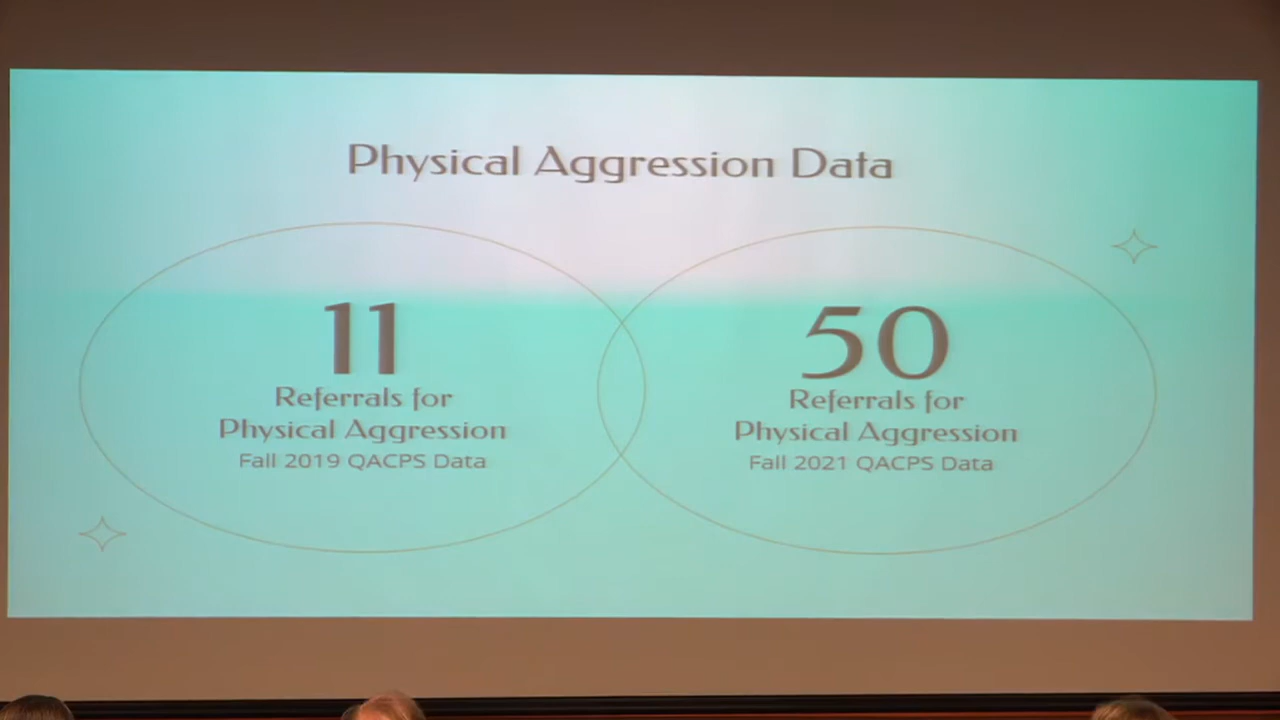 Physical Aggression Data
11
Referrals for
Physical Aggression
Fall 2019 QACPS Data
50
Referrals for
Physical Aggression
Fall 2021 QACPS Data